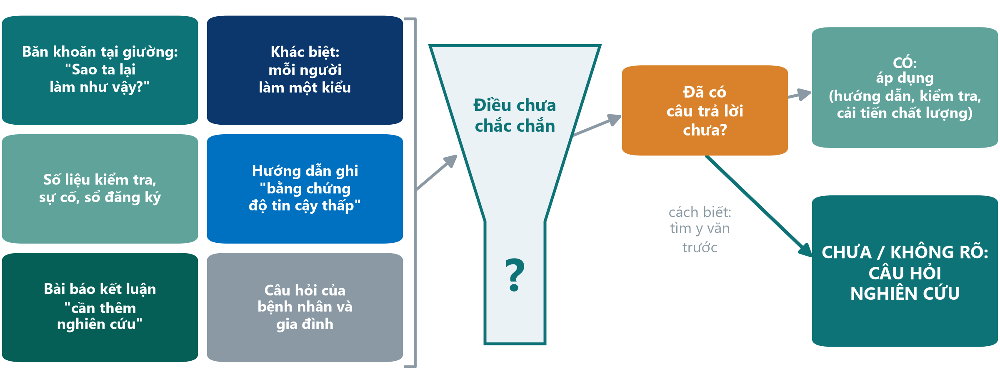 Băn khoăn tại giường:
"Sao ta lại
làm như vậy?"
Khác biệt:
mỗi người
làm một kiểu
Số liệu kiểm tra,
sự cố, sổ đăng ký
Hướng dẫn ghi
"bằng chứng
độ tin cậy thấp"
Bài báo kết luận
"cần thêm
nghiên cứu"
Câu hỏi của
bệnh nhân và
gia đình
Điều chưa
chắc chắn
?
Đã có
câu trả lời
chưa?
cách biết:
tìm y văn
trước
CÓ:
áp dụng
(hướng dẫn, kiểm tra,
cải tiến chất lượng)
CHƯA / KHÔNG RÕ:
CÂU HỎI
NGHIÊN CỨU